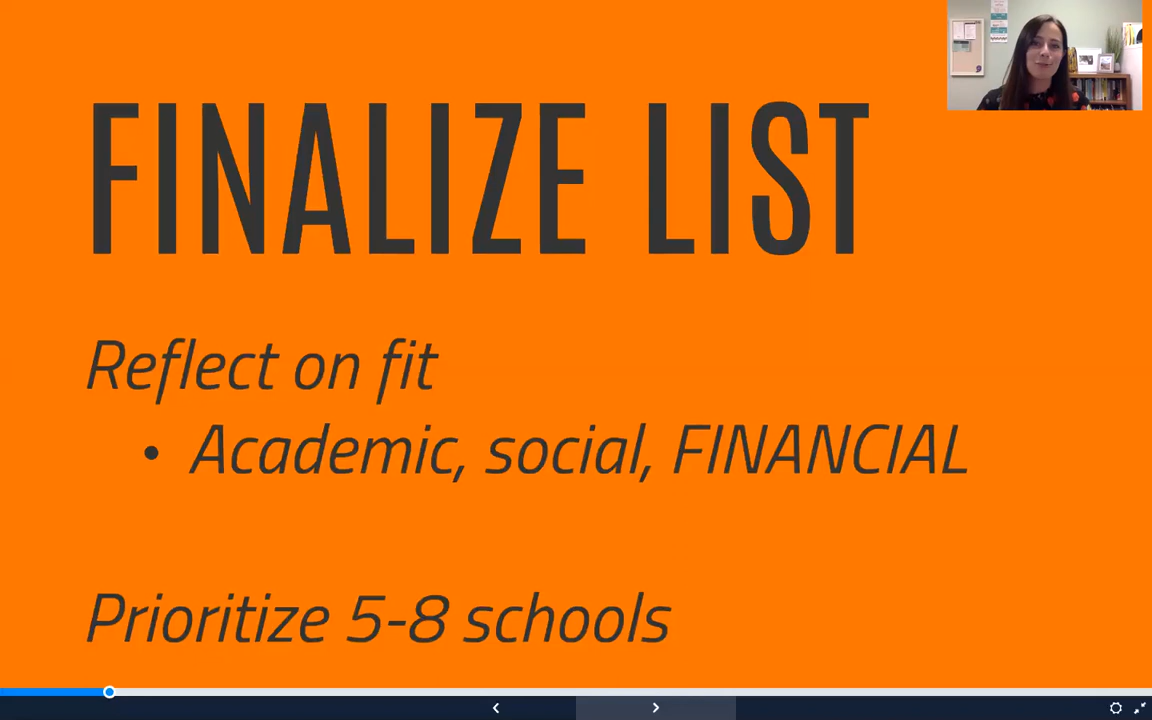 FINALIZE LIST
Reflect on fit
• Academic, social, FINANCIAL
Prioritize 5-8 schools